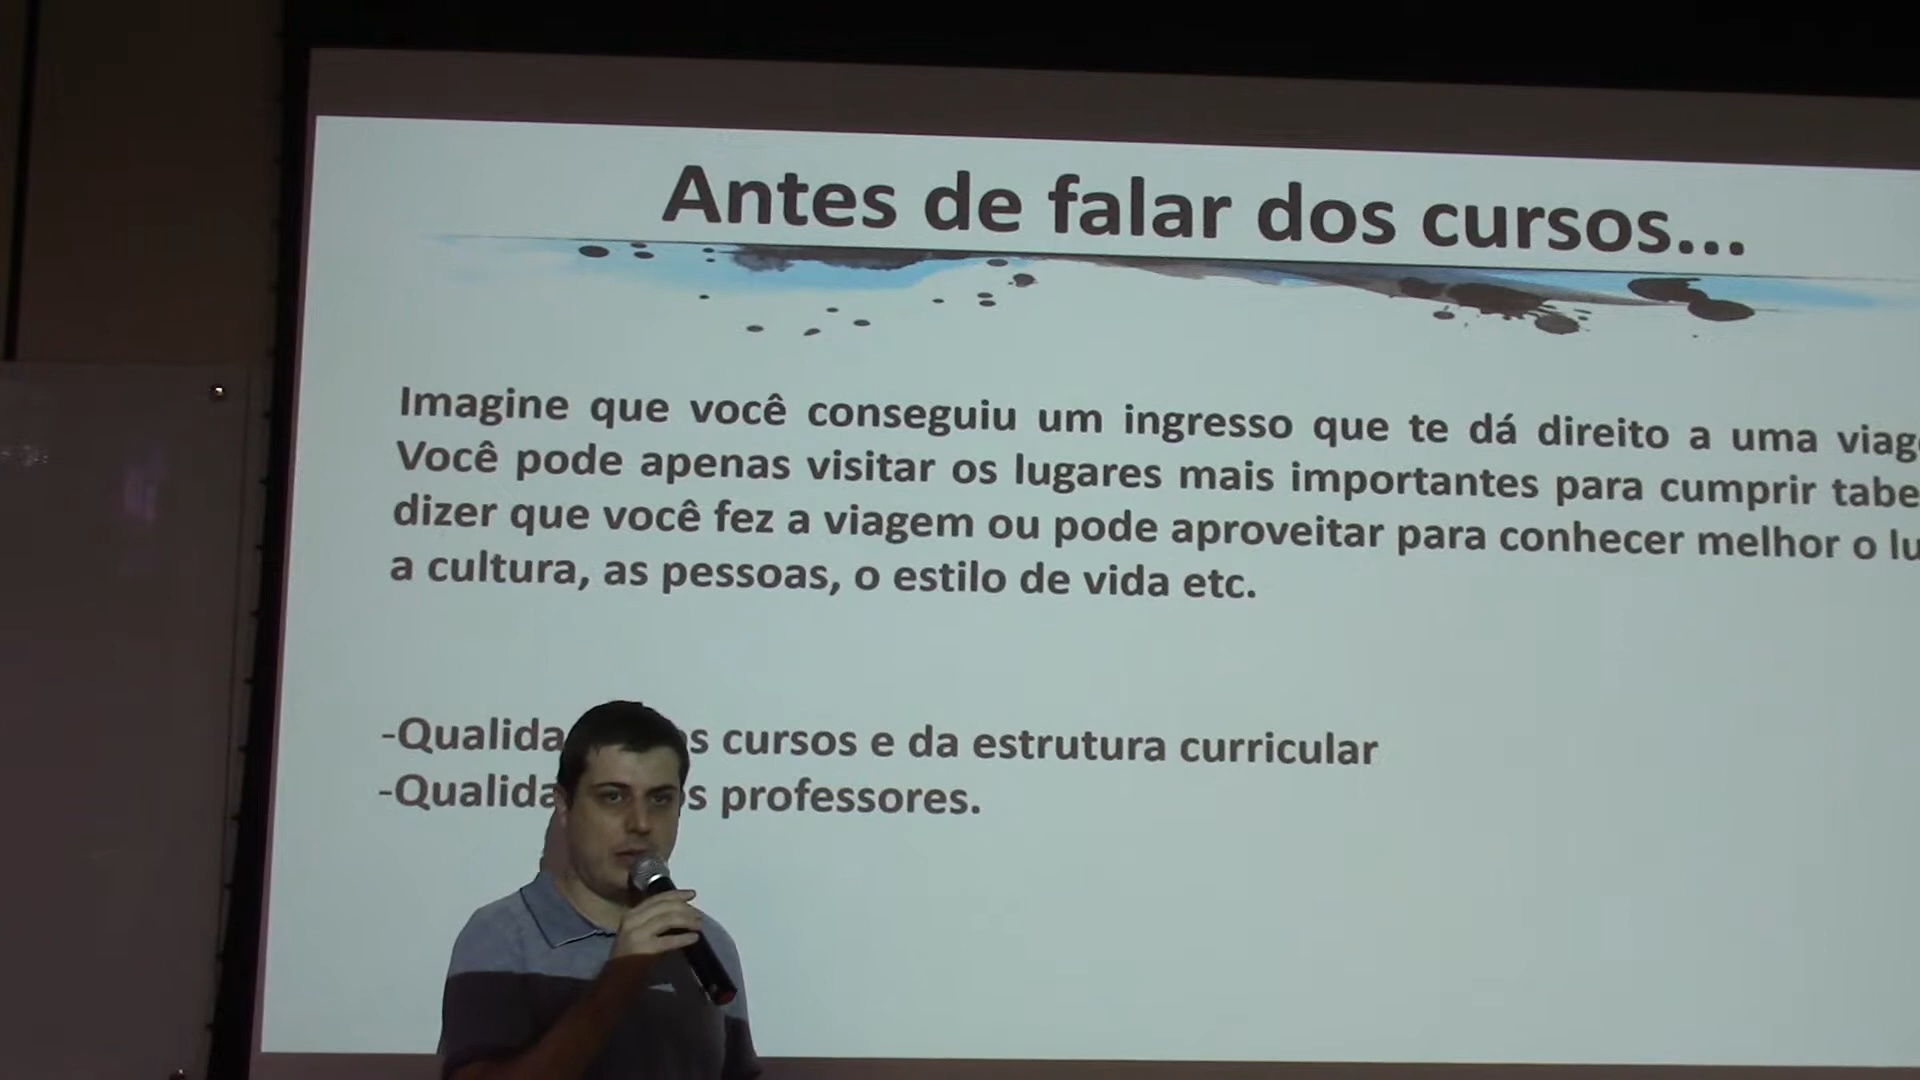 Antes de falar dos cursos...
Imagine que você conseguiu um ingresso que te dá direito a uma
Você pode apenas visitar os lugares mais importantes para cumprir
dizer que você fez a viagem ou pode aproveitar para conhecer melhor o
a cultura, as pessoas, o estilo de vida etc.
cursos e da estrutura curricular
professores.